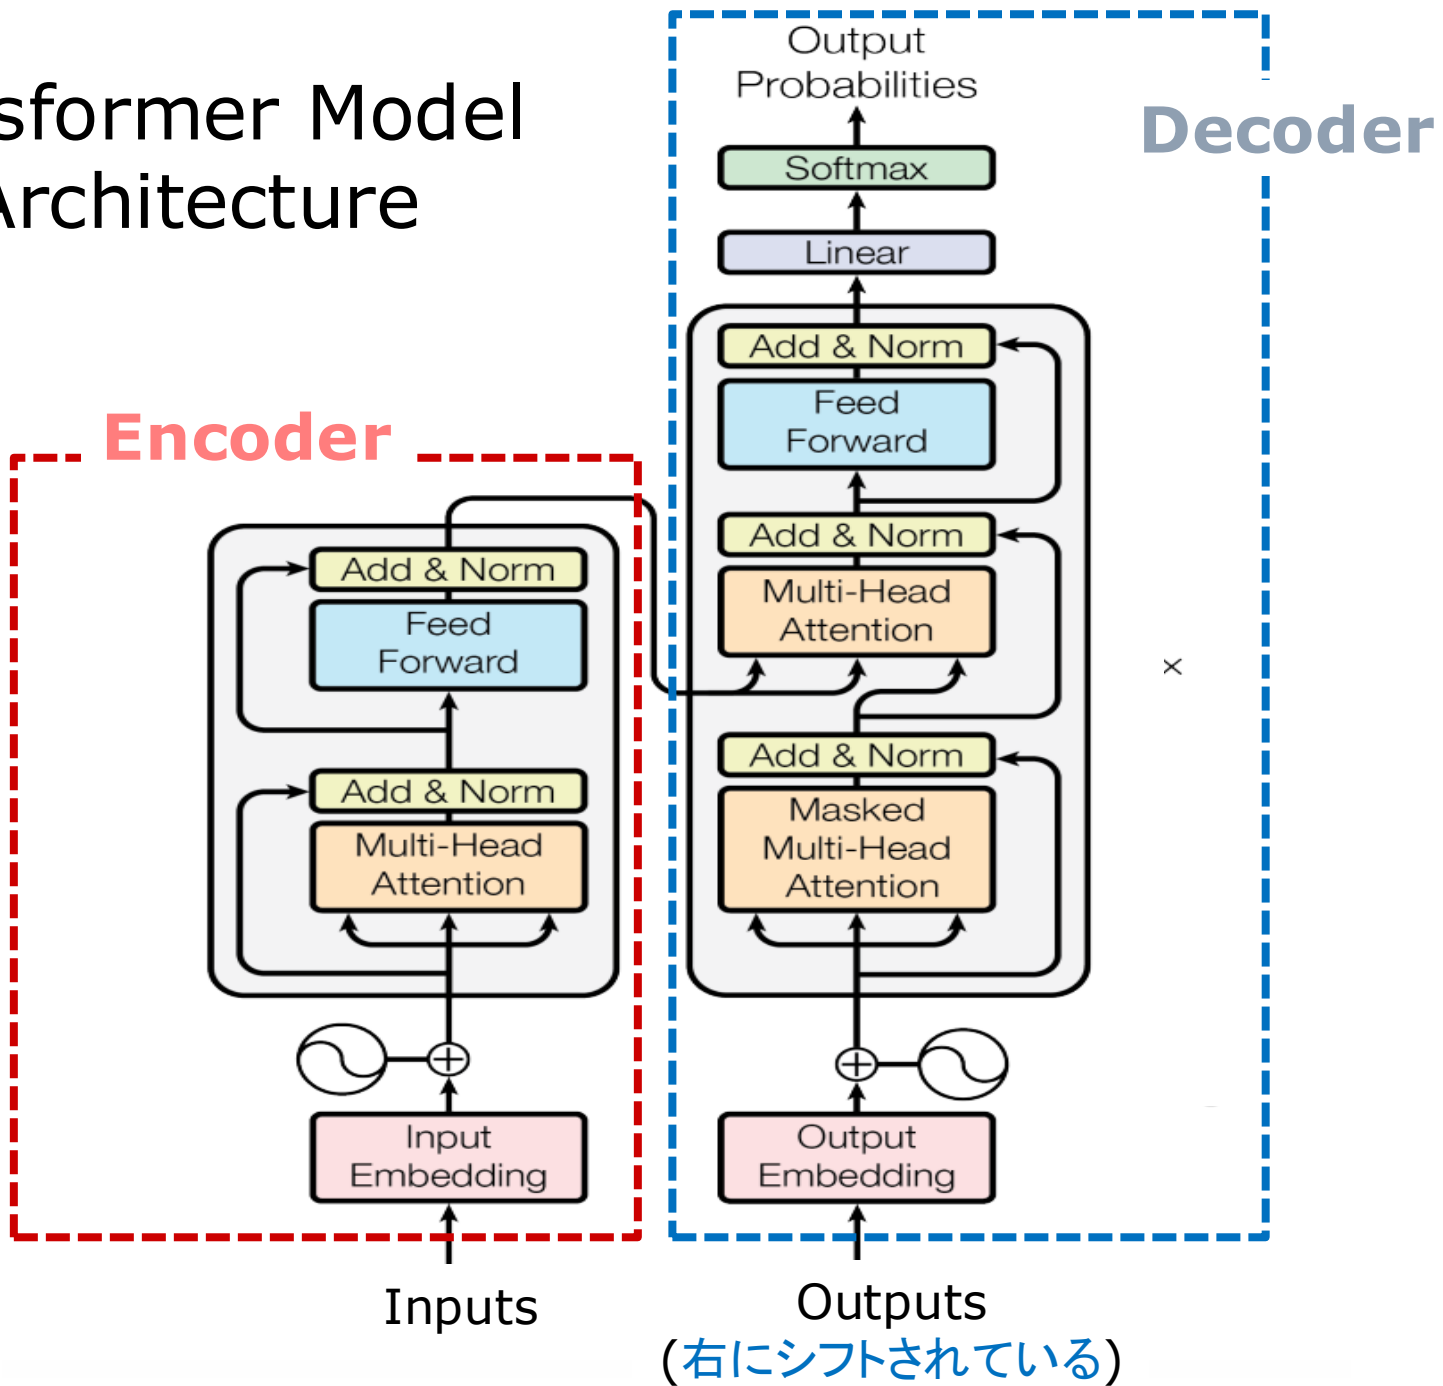 sformer Model
Architecture
Output
Probabilities
Decoder
Softmax
Linear
Add & Norm
Feed
Forward
Add & Norm
Multi-Head
Attention
Add & Norm
Masked
Multi-Head
Attention
x
Output
Embedding
Outputs
(右にシフトされている)
Encoder
Add & Norm
Feed
Forward
Add & Norm
Multi-Head
Attention
Input
Embedding
Inputs